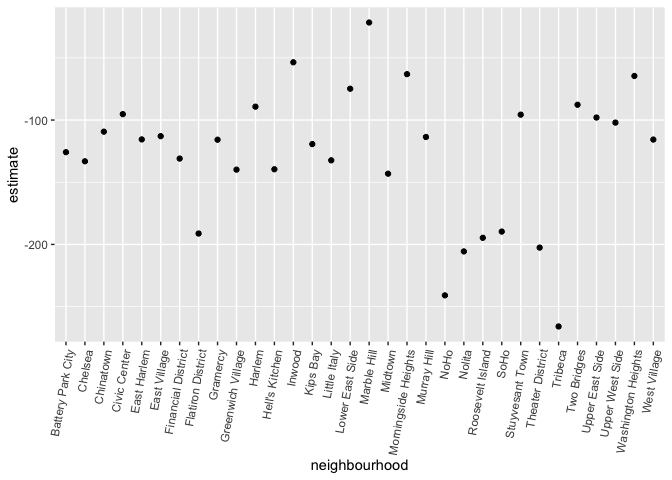 -100
-200
estimate
Battery Park City
Chelsea
Chinatown
Civic Center
East Harlem
East Village
Financial District
Flatiron District
Gramercy
Greenwich Village
Harlem
Hell's Kitchen
Inwood
Kips Bay
Little Italy
Lower East Side
Marble Hill
Midtown
Morningside Heights
Murray Hill
NoHo
Nolita
Roosevelt Island
SoHo
Stuyvesant Town
Theater District
Tribeca
Two Bridges
Upper East Side
Upper West Side
Washington Heights
West Village
neighbourhood